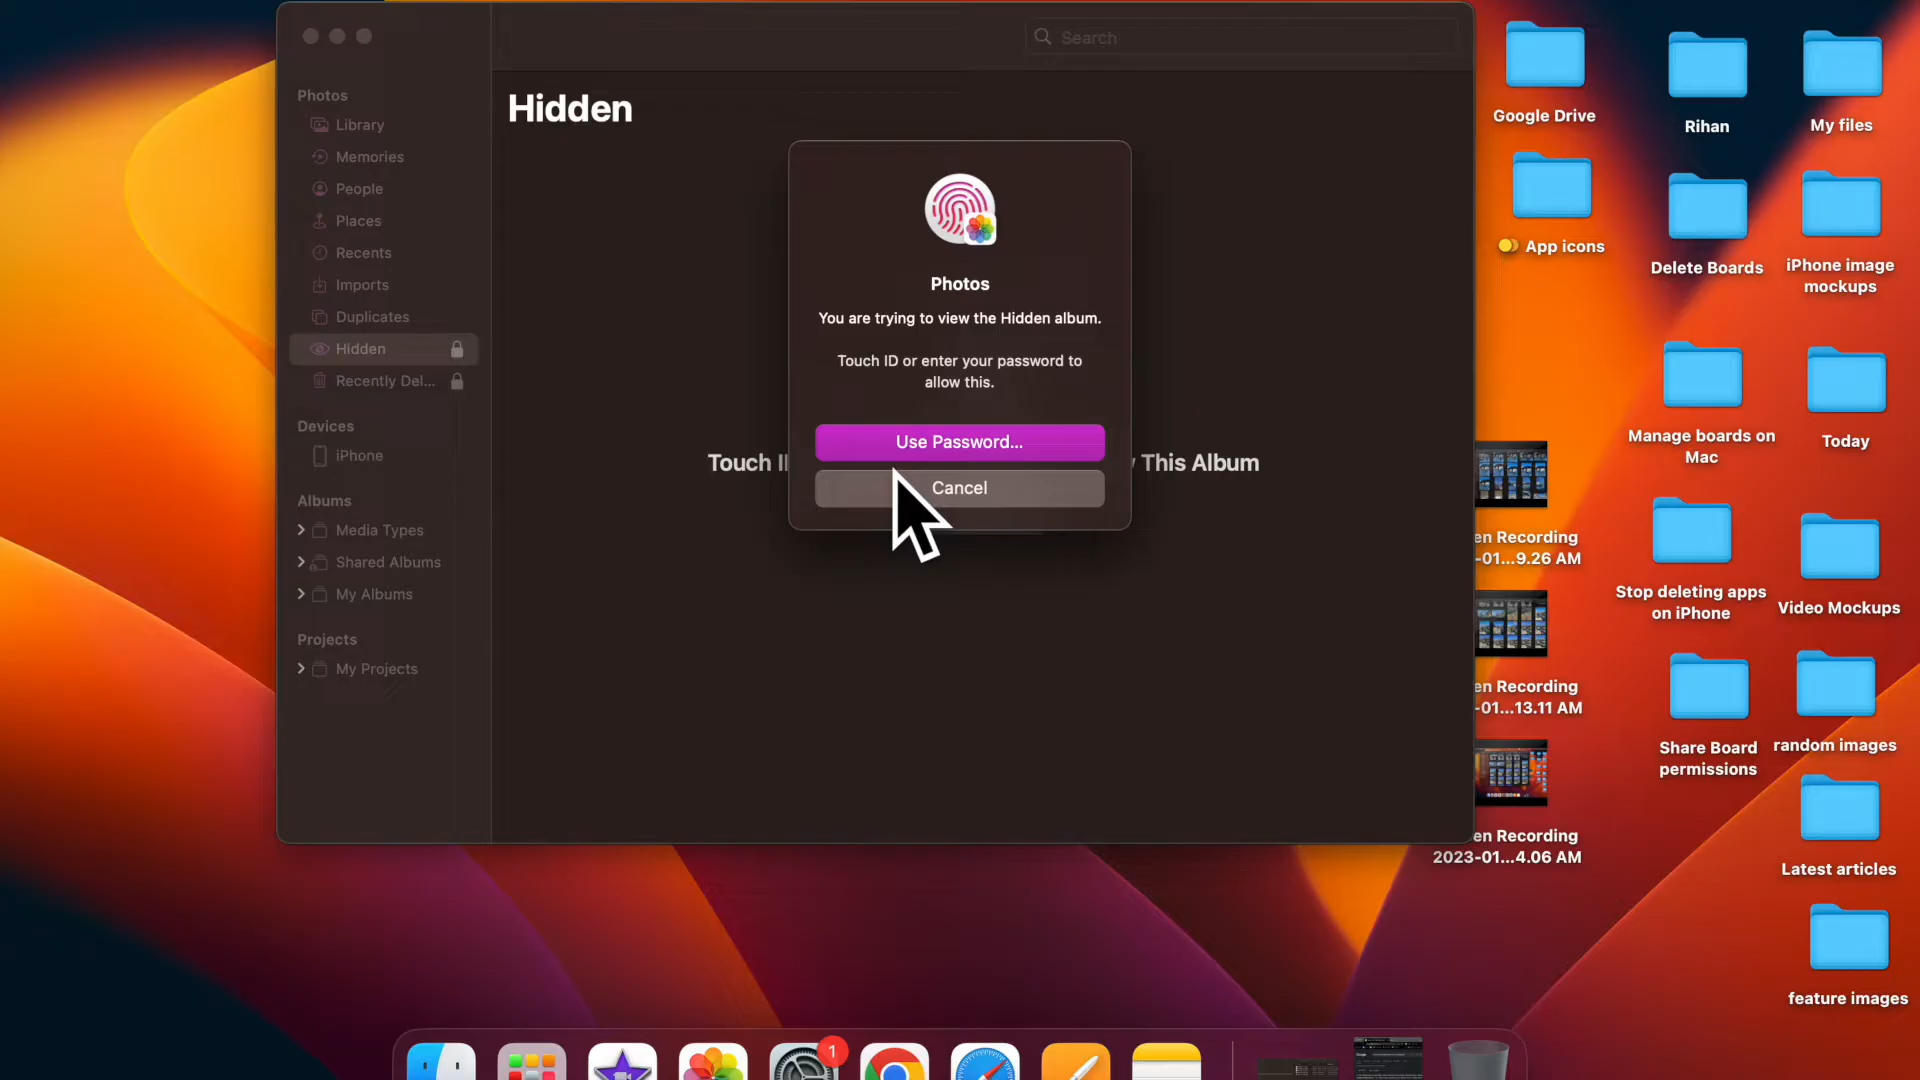 Search
Photos
Library
Memories
People
Places
Recents
Imports
Duplicates
Hidden
Recently Del...
Devices
iPhone
Albums
Media Types
Shared Albums
My Albums
Projects
My Projects
Hidden
Photos
You are trying to view the Hidden album.
Touch ID or enter your password to
allow this.
Use Password...
Cancel
Touch I
This Album
Google Drive
Rihan
My files
App icons
Delete Boards
iPhone image
mockups
Manage boards on
Mac
Today
en Recording
-01...9.26 AM
Stop deleting apps
on iPhone
Video Mockups
en Recording
-01...13.11 AM
Share Board
permissions
random images
en Recording
2023-01...4.06 AM
Latest articles
feature images
1